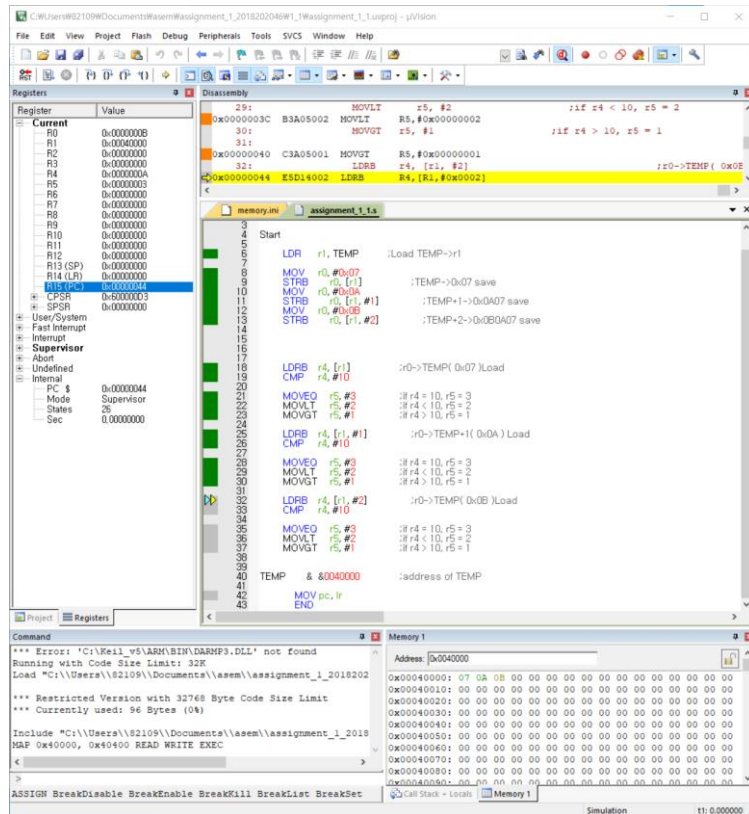 C:₩Users₩82109₩Documents₩asem₩assignment_1_2018202046₩1_1₩assignment_1_1.uvproj - µVision
File Edit View Project Flash Debug Peripherals Tools SVCS Window Help
Registers
Register Value
Current
R0 0x0000000B
R1 0x00040000
R2 0x00000000
R3 0x00000000
R4 0x0000000A
R5 0x00000003
R6 0x00000000
R7 0x00000000
R8 0x00000000
R9 0x00000000
R10 0x00000000
R11 0x00000000
R12 0x00000000
R13 (SP) 0x00000000
R14 (LR) 0x00000000
R15 (PC) 0x00000044
CPSR 0x600000D3
SPSR 0x00000000
User/System
Fast Interrupt
Interrupt
Supervisor
Abort
Undefined
Internal
PC $ 0x00000044
Mode Supervisor
States 26
Sec 0,00000000
Project Registers
Disassembly
29: MOVLT r5, #2 ;if r4 < 10, r5 = 2
0x0000003C B3A05002 MOVLT R5,#0x00000002
30: MOVGT r5, #1 ;if r4 > 10, r5 = 1
31:
0x00000040 C3A05001 MOVGT R5,#0x00000001
32: LDRB r4, [r1, #2] ;r0->TEMP( 0x0B
0x00000044 E5D14002 LDRB R4,[R1,#0x0002]
memory.ini assignment_1_1.s
3
4 Start
5
6 LDR r1, TEMP ;Load TEMP->r1
7
8 MOV r0, #0x07
9 STRB r0, [r1] ;TEMP->0x07 save
10 MOV r0, #0x0A
11 STRB r0, [r1, #1] ;TEMP+1->0x0A07 save
12 MOV r0, #0x0B
13 STRB r0, [r1, #2] ;TEMP+2->0x0B0A07 save
14
15
16
17
18 LDRB r4, [r1] ;r0->TEMP( 0x07 )Load
19 CMP r4, #10
20
21 MOVEQ r5, #3 ;if r4 = 10, r5 = 3
22 MOVLT r5, #2 ;if r4 < 10, r5 = 2
23 MOVGT r5, #1 ;if r4 > 10, r5 = 1
24
25 LDRB r4, [r1, #1] ;r0->TEMP+1( 0x0A ) Load
26 CMP r4, #10
27
28 MOVEQ r5, #3 ;if r4 = 10, r5 = 3
29 MOVLT r5, #2 ;if r4 < 10, r5 = 2
30 MOVGT r5, #1 ;if r4 > 10, r5 = 1
31
32 LDRB r4, [r1, #2] ;r0->TEMP( 0x0B )Load
33 CMP r4, #10
34
35 MOVEQ r5, #3 ;if r4 = 10, r5 = 3
36 MOVLT r5, #2 ;if r4 < 10, r5 = 2
37 MOVGT r5, #1 ;if r4 > 10, r5 = 1
38
39
40 TEMP & &0040000 ;address of TEMP
41
42 MOV pc, lr
43 END
Command
*** Error: 'C:\Keil_v5\ARM\BIN\DARMP3.DLL' not found
Running with Code Size Limit: 32K
Load "C:\\Users\\82109\\Documents\\asem\\assignment_1_2018202
*** Restricted Version with 32768 Byte Code Size Limit
*** Currently used: 96 Bytes (0%)
Include "C:\\Users\\82109\\Documents\\asem\\assignment_1_2018
MAP 0x40000, 0x40400 READ WRITE EXEC
>
ASSIGN BreakDisable BreakEnable BreakKill BreakList BreakSet
Memory 1
Address: 0x0040000
0x00040000: 07 0A 0B 00 00 00 00 00 00 00 00 00 00 00 00 00
0x00040010: 00 00 00 00 00 00 00 00 00 00 00 00 00 00 00 00
0x00040020: 00 00 00 00 00 00 00 00 00 00 00 00 00 00 00 00
0x00040030: 00 00 00 00 00 00 00 00 00 00 00 00 00 00 00 00
0x00040040: 00 00 00 00 00 00 00 00 00 00 00 00 00 00 00 00
0x00040050: 00 00 00 00 00 00 00 00 00 00 00 00 00 00 00 00
0x00040060: 00 00 00 00 00 00 00 00 00 00 00 00 00 00 00 00
0x00040070: 00 00 00 00 00 00 00 00 00 00 00 00 00 00 00 00
0x00040080: 00 00 00 00 00 00 00 00 00 00 00 00 00 00 00 00
0x00040090: 00 00 00 00 00 00 00 00 00 00 00 00 00 00 00 00
Call Stack + Locals Memory 1
Simulation t1: 0.000000